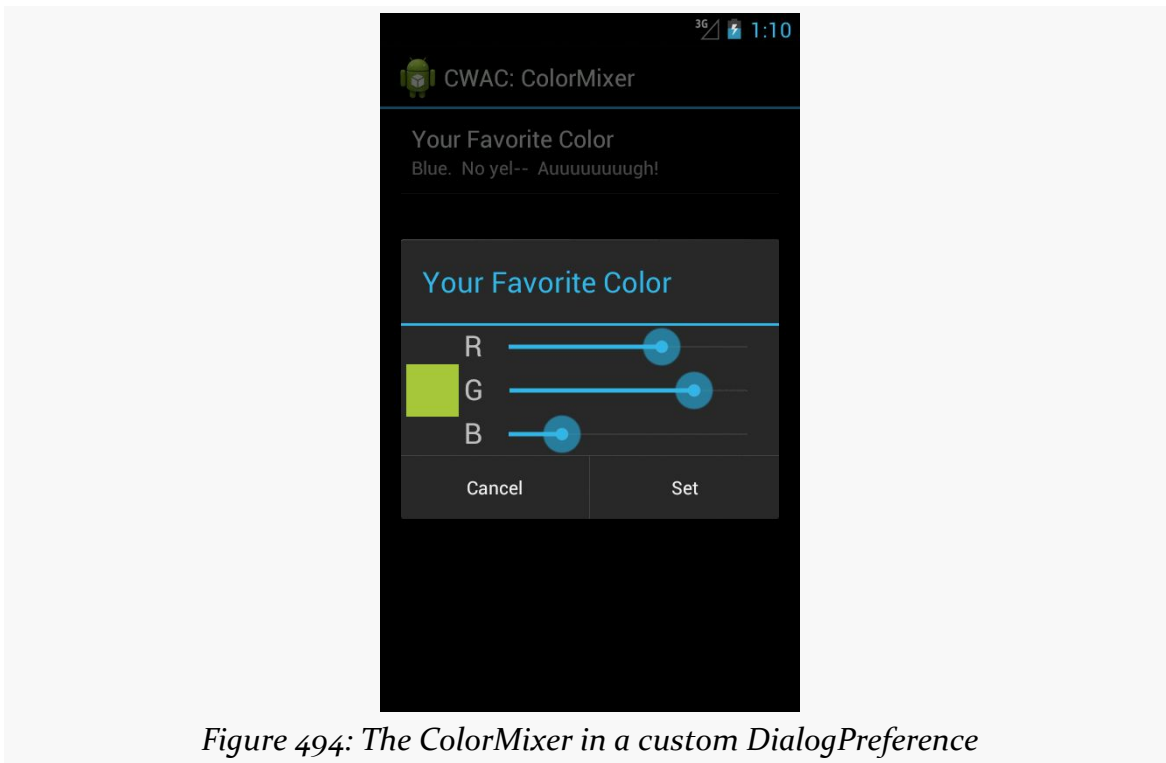 3G 1:10
CWAC: ColorMixer
Your Favorite Color
Blue.  No yel--  Auuuuuuuugh!
Your Favorite Color
R
G
B
Cancel Set
Figure 494: The ColorMixer in a custom DialogPreference